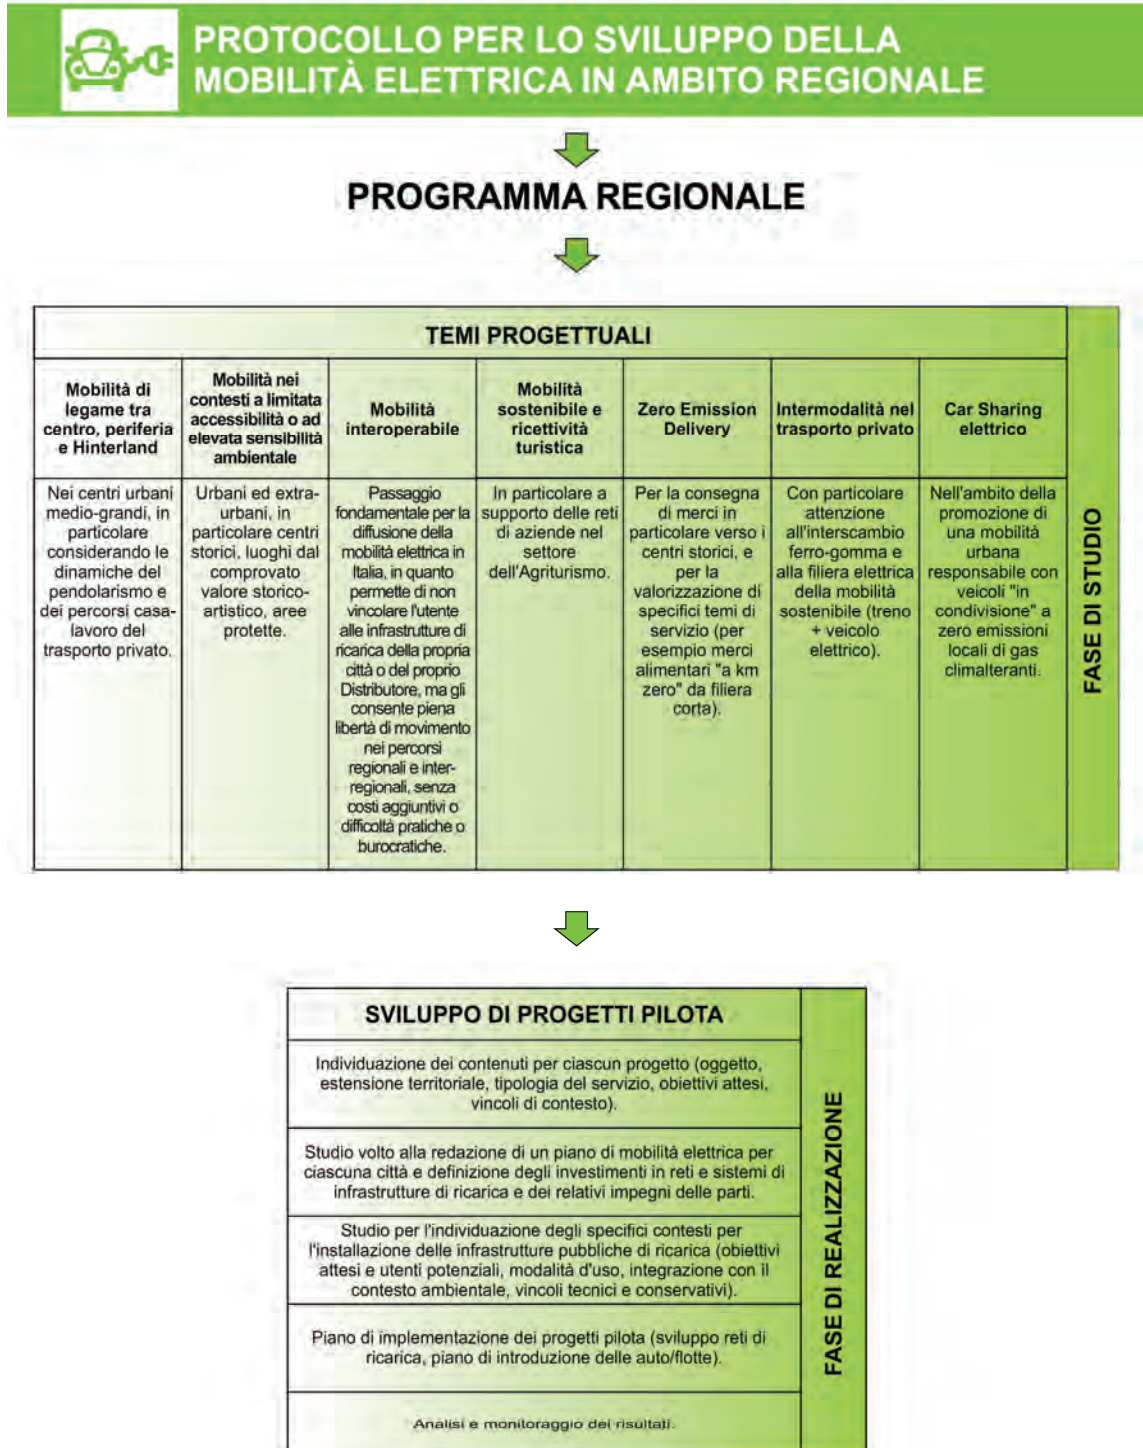 PROTOCOLLO PER LO SVILUPPO DELLA
MOBILITÀ ELETTRICA IN AMBITO REGIONALE
PROGRAMMA REGIONALE
TEMI PROGETTUALI
Mobilità di
legame tra
centro, periferia
e Hinterland
Nei centri urbani
medio-grandi, in
particolare
considerando le
dinamiche del
pendolarismo e
dei percorsi casa-
lavoro del
trasporto privato.
Mobilità nei
contesti a limitata
accessibilità o ad
elevata sensibilità
ambientale
Urbani ed extra-
urbani, in
particolare centri
storici, luoghi dal
comprovato
valore storico-
artistico, aree
protette.
Mobilità
interoperabile
Passaggio
fondamentale per la
diffusione della
mobilità elettrica in
Italia, in quanto
permette di non
vincolare l'utente
alle infrastrutture di
ricarica della propria
città o del proprio
Distributore, ma gli
consente piena
libertà di movimento
nei percorsi
regionali e inter-
regionali, senza
costi aggiuntivi o
difficoltà pratiche o
burocratiche.
Mobilità
sostenibile e
ricettività
turistica
In particolare a
supporto delle reti
di aziende nel
settore
dell'Agriturismo.
Zero Emission
Delivery
Per la consegna
di merci in
particolare verso i
centri storici, e
per la
valorizzazione di
specifici temi di
servizio (per
esempio merci
alimentari "a km
zero" da filiera
corta).
Intermodalità nel
trasporto privato
Con particolare
attenzione
all'interscambio
ferro-gomma e
alla filiera elettrica
della mobilità
sostenibile (treno
+ veicolo
elettrico).
Car Sharing
elettrico
Nell'ambito della
promozione di
una mobilità
urbana
responsabile con
veicoli "in
condivisione" a
zero emissioni
locali di gas
climalteranti.
FASE DI STUDIO
SVILUPPO DI PROGETTI PILOTA
Individuazione dei contenuti per ciascun progetto (oggetto,
estensione territoriale, tipologia del servizio, obiettivi attesi,
vincoli di contesto).
Studio volto alla redazione di un piano di mobilità elettrica per
ciascuna città e definizione degli investimenti in reti e sistemi di
infrastrutture di ricarica e dei relativi impegni delle parti.
Studio per l'individuazione degli specifici contesti per
l'installazione delle infrastrutture pubbliche di ricarica (obiettivi
attesi e utenti potenziali, modalità d'uso, integrazione con il
contesto ambientale, vincoli tecnici e conservativi).
Piano di implementazione dei progetti pilota (sviluppo reti di
ricarica, piano di introduzione delle auto/flotte).
Analisi e monitoraggio dei risultati.
FASE DI REALIZZAZIONE